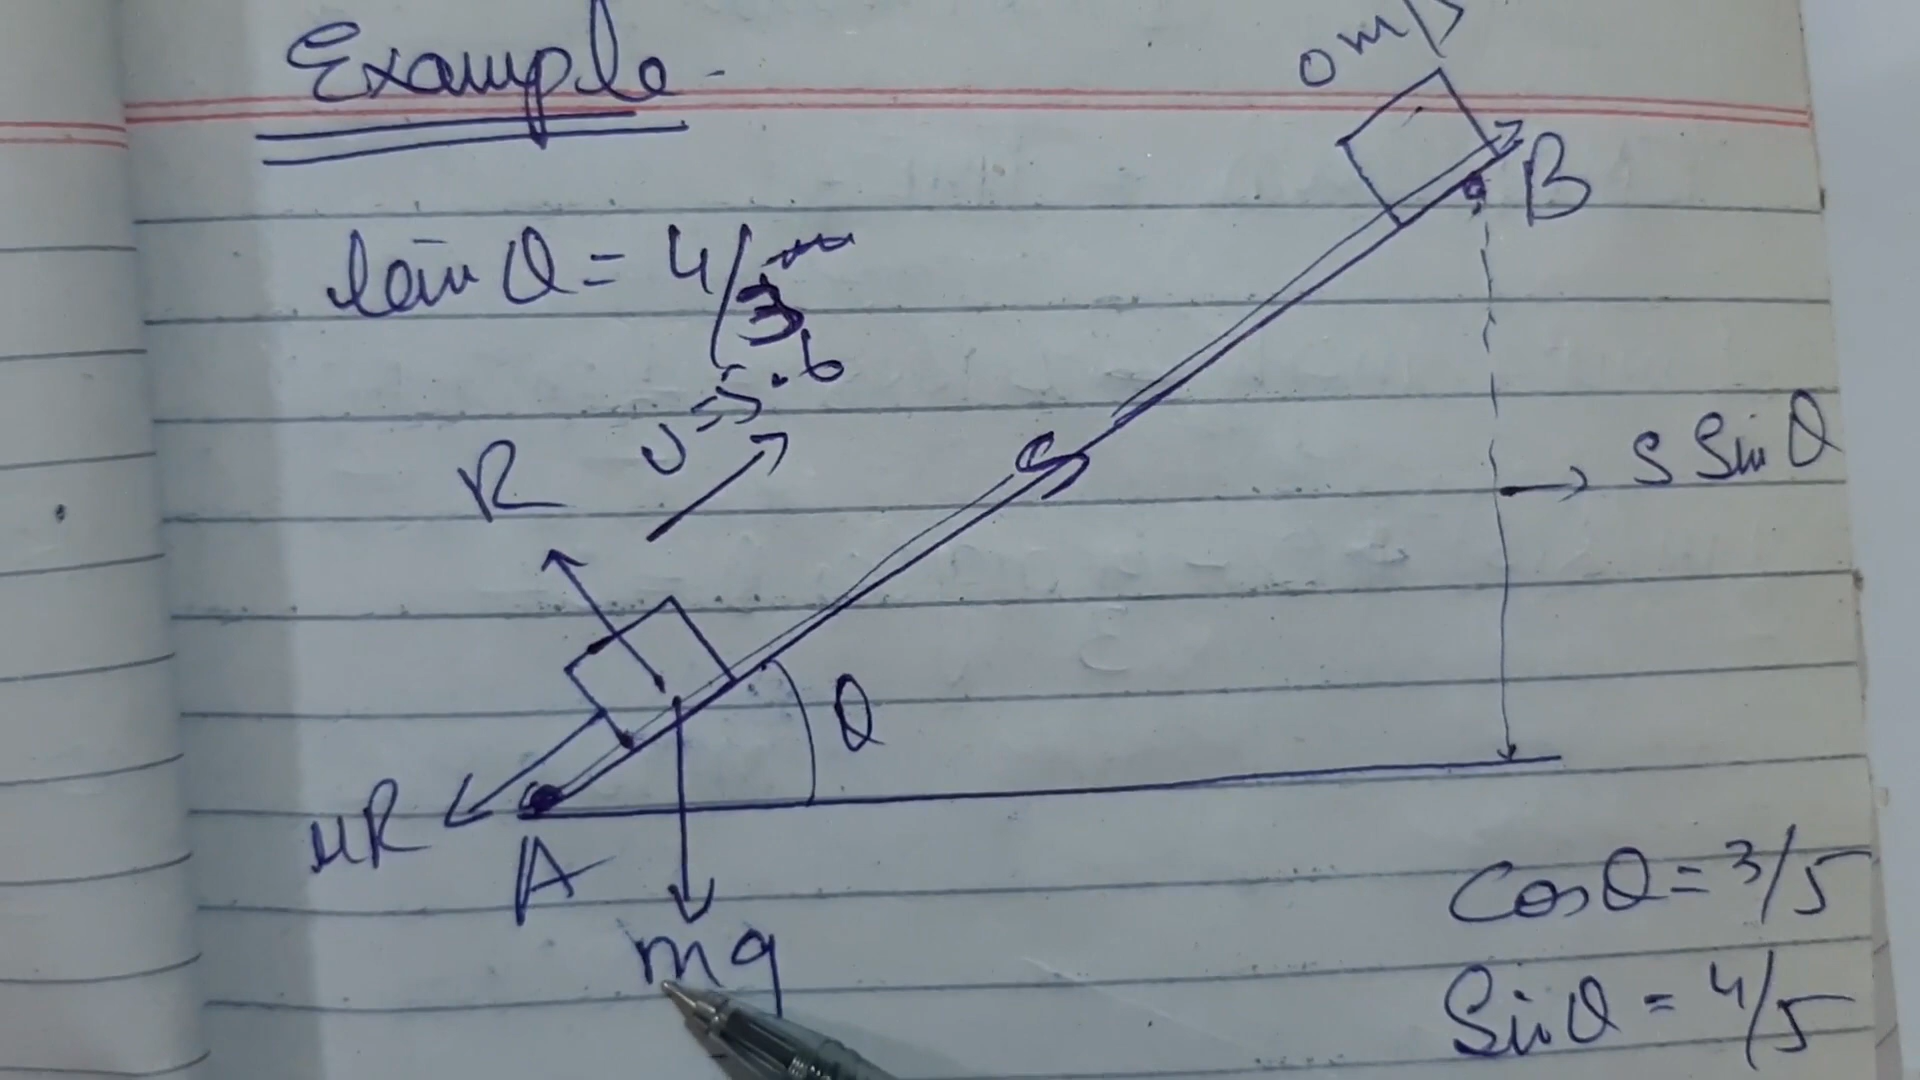 Example
0 m/s
B
tan θ = 4/3
U = 5.6
R
S
S Sin θ
θ
μR
A
mg
Cos θ = 3/5
Sin θ = 4/5